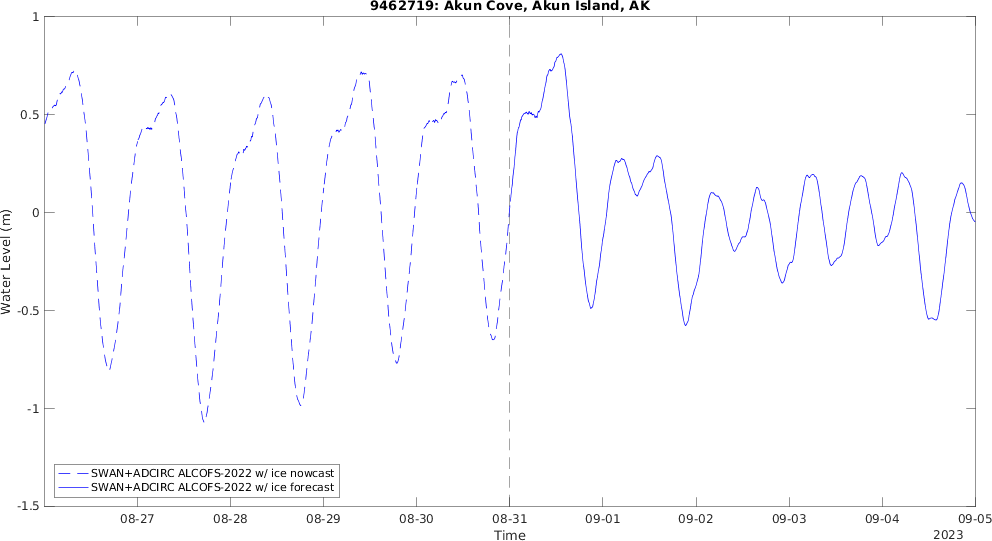 9462719: Akun Cove, Akun Island, AK
1
0.5
0
-0.5
-1
-1.5
Water Level (m)
SWAN+ADCIRC ALCOFS-2022 w/ ice nowcast
SWAN+ADCIRC ALCOFS-2022 w/ ice forecast
08-27 08-28 08-29 08-30 08-31 09-01 09-02 09-03 09-04 09-05
Time
2023